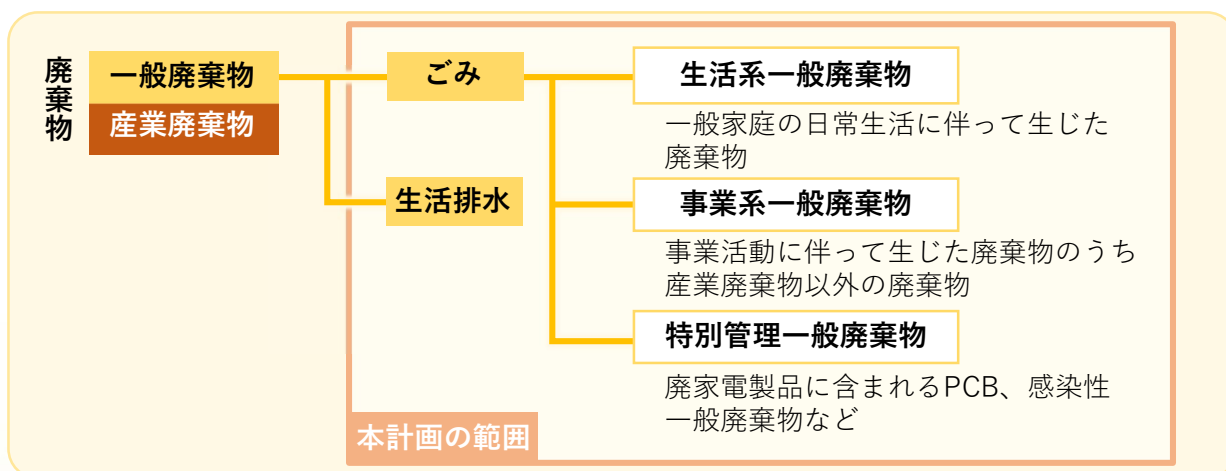 廃棄物
一般廃棄物
産業廃棄物
ごみ
生活排水
生活系一般廃棄物
一般家庭の日常生活に伴って生じた
廃棄物
事業系一般廃棄物
事業活動に伴って生じた廃棄物のうち
産業廃棄物以外の廃棄物
特別管理一般廃棄物
廃家電製品に含まれるPCB、感染性
一般廃棄物など
本計画の範囲